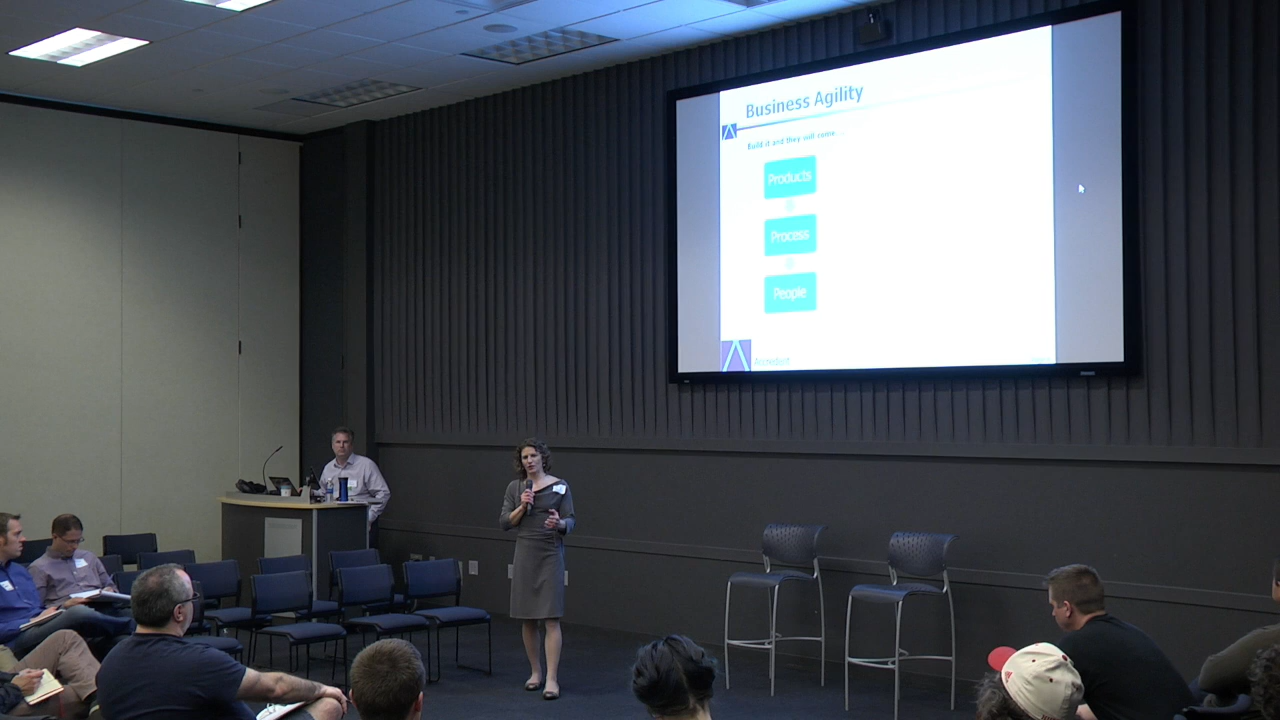 Business Agility
Build it and they will come...
Products
Process
People